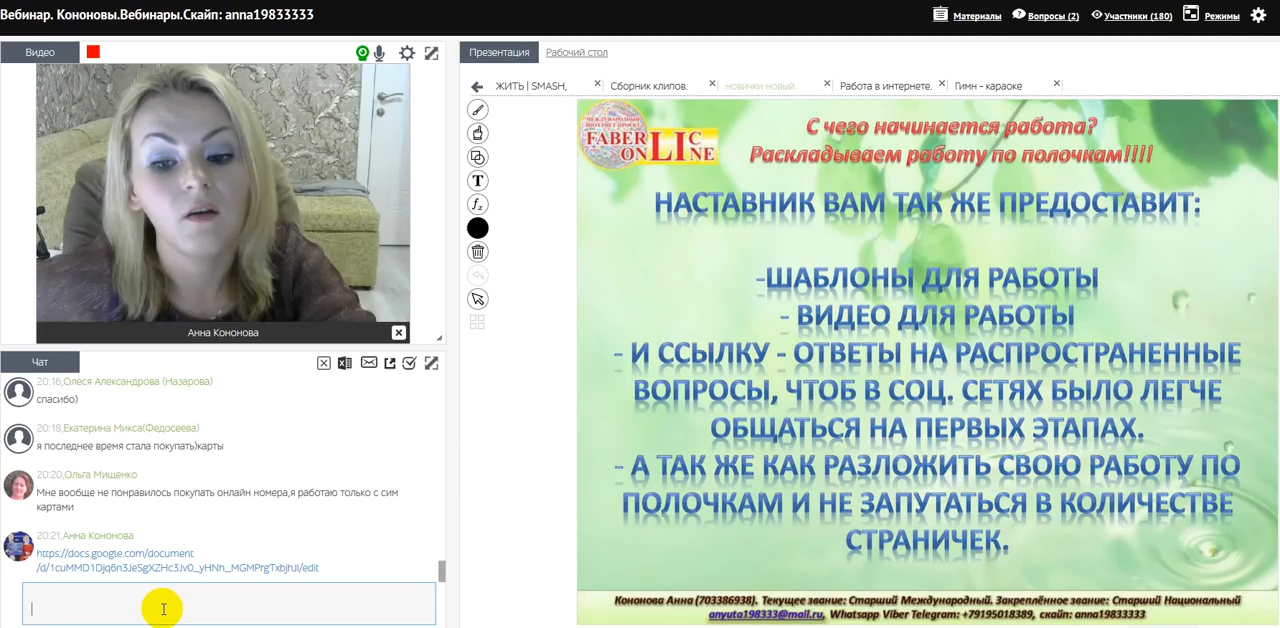 Вебинар. Кононовы.Вебинары.Скайп: anna19833333
Материалы
Вопросы (2)
Участники (180)
Режимы
Видео
Анна Кононова
Чат
20:16,Олеся Александрова (Назарова)
спасибо)
20:18,Екатерина Микса(Федосеева)
я последнее время стала покупать)карты
20:20,Ольга Мищенко
Мне вообще не понравилось покупать онлайн номера,я работаю только с сим
картами
20:21,Анна Кононова
https://docs.google.com/document
/d/1cuMMD1Djq6n3JeSgXZHc3Jv0_yHNh_MGMPrgTxbjhJI/edit
Презентация
Рабочий стол
ЖИТЬ | SMASH,
Сборник клипов.
новички новый
Работа в интернете.
Гимн - караоке
МЕЖДУНАРОДНЫЙ
ИНТЕРНЕТ-ПРОЕКТ
FABERLIC
ONLINE
С чего начинается работа?
Раскладываем работу по полочкам!!!!
НАСТАВНИК ВАМ ТАК ЖЕ ПРЕДОСТАВИТ:
-ШАБЛОНЫ ДЛЯ РАБОТЫ
- ВИДЕО ДЛЯ РАБОТЫ
- И ССЫЛКУ - ОТВЕТЫ НА РАСПРОСТРАНЕННЫЕ
ВОПРОСЫ, ЧТОБ В СОЦ. СЕТЯХ БЫЛО ЛЕГЧЕ
ОБЩАТЬСЯ НА ПЕРВЫХ ЭТАПАХ.
- А ТАК ЖЕ КАК РАЗЛОЖИТЬ СВОЮ РАБОТУ ПО
ПОЛОЧКАМ И НЕ ЗАПУТАТЬСЯ В КОЛИЧЕСТВЕ
СТРАНИЧЕК.
Кононова Анна (703386938). Текущее звание: Старший Международный. Закреплённое звание: Старший Национальный
anyuta198333@mail.ru, Whatsapp Viber Telegram: +79195018389, скайп: anna19833333